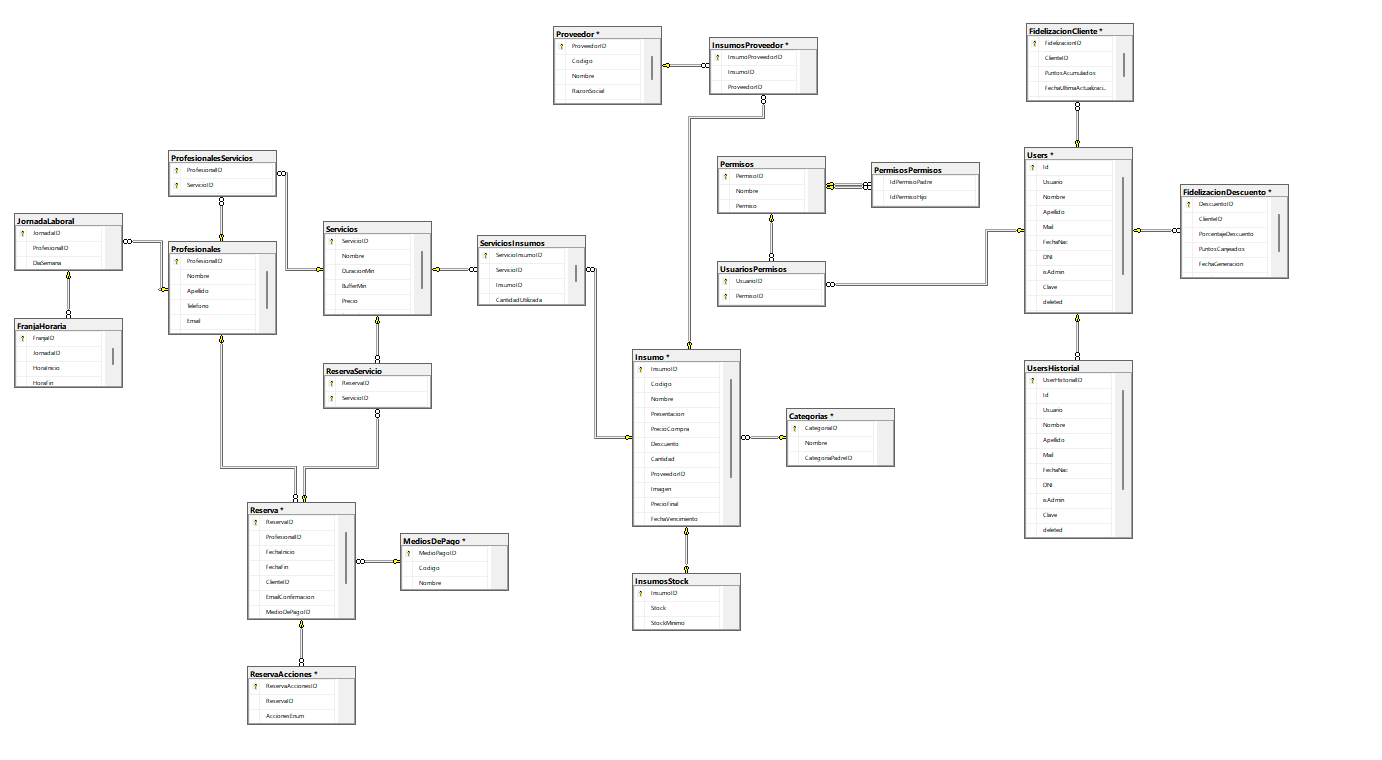 Proveedor *
ProveedorID
Codigo
Nombre
RazonSocial
InsumosProveedor *
InsumoProveedorID
InsumoID
ProveedorID
FidelizacionCliente *
FidelizacionID
ClienteID
PuntosAcumulados
FechaUltimaActualizaci...
ProfesionalesServicios
ProfesionalID
ServicioID
Permisos
PermisoID
Nombre
Permiso
PermisosPermisos
IdPermisoPadre
IdPermisoHijo
Users *
Id
Usuario
Nombre
Apellido
Mail
FechaNac
DNI
isAdmin
Clave
deleted
FidelizacionDescuento *
DescuentoID
ClienteID
PorcentajeDescuento
PuntosCanjeados
FechaGeneracion
JornadaLaboral
JornadaID
ProfesionalID
DiaSemana
Profesionales
ProfesionalID
Nombre
Apellido
Telefono
Email
Servicios
ServicioID
Nombre
DuracionMin
BufferMin
Precio
ServiciosInsumos
ServicioInsumoID
ServicioID
InsumoID
CantidadUtilizada
UsuariosPermisos
UsuarioID
PermisoID
FranjaHoraria
FranjaID
JornadaID
HoraInicio
HoraFin
ReservaServicio
ReservaID
ServicioID
Insumo *
InsumoID
Codigo
Nombre
Presentacion
PrecioCompra
Descuento
Cantidad
ProveedorID
Imagen
PrecioFinal
FechaVencimiento
Categorias *
CategoriaID
Nombre
CategoriaPadreID
UsersHistorial
UserHistorialID
Id
Usuario
Nombre
Apellido
Mail
FechaNac
DNI
isAdmin
Clave
deleted
Reserva *
ReservaID
ProfesionalID
FechaInicio
FechaFin
ClienteID
EmailConfirmacion
MedioDePagoID
MediosDePago *
MedioPagoID
Codigo
Nombre
InsumosStock
InsumoID
Stock
StockMinimo
ReservaAcciones *
ReservaAccionesID
ReservaID
AccionesEnum